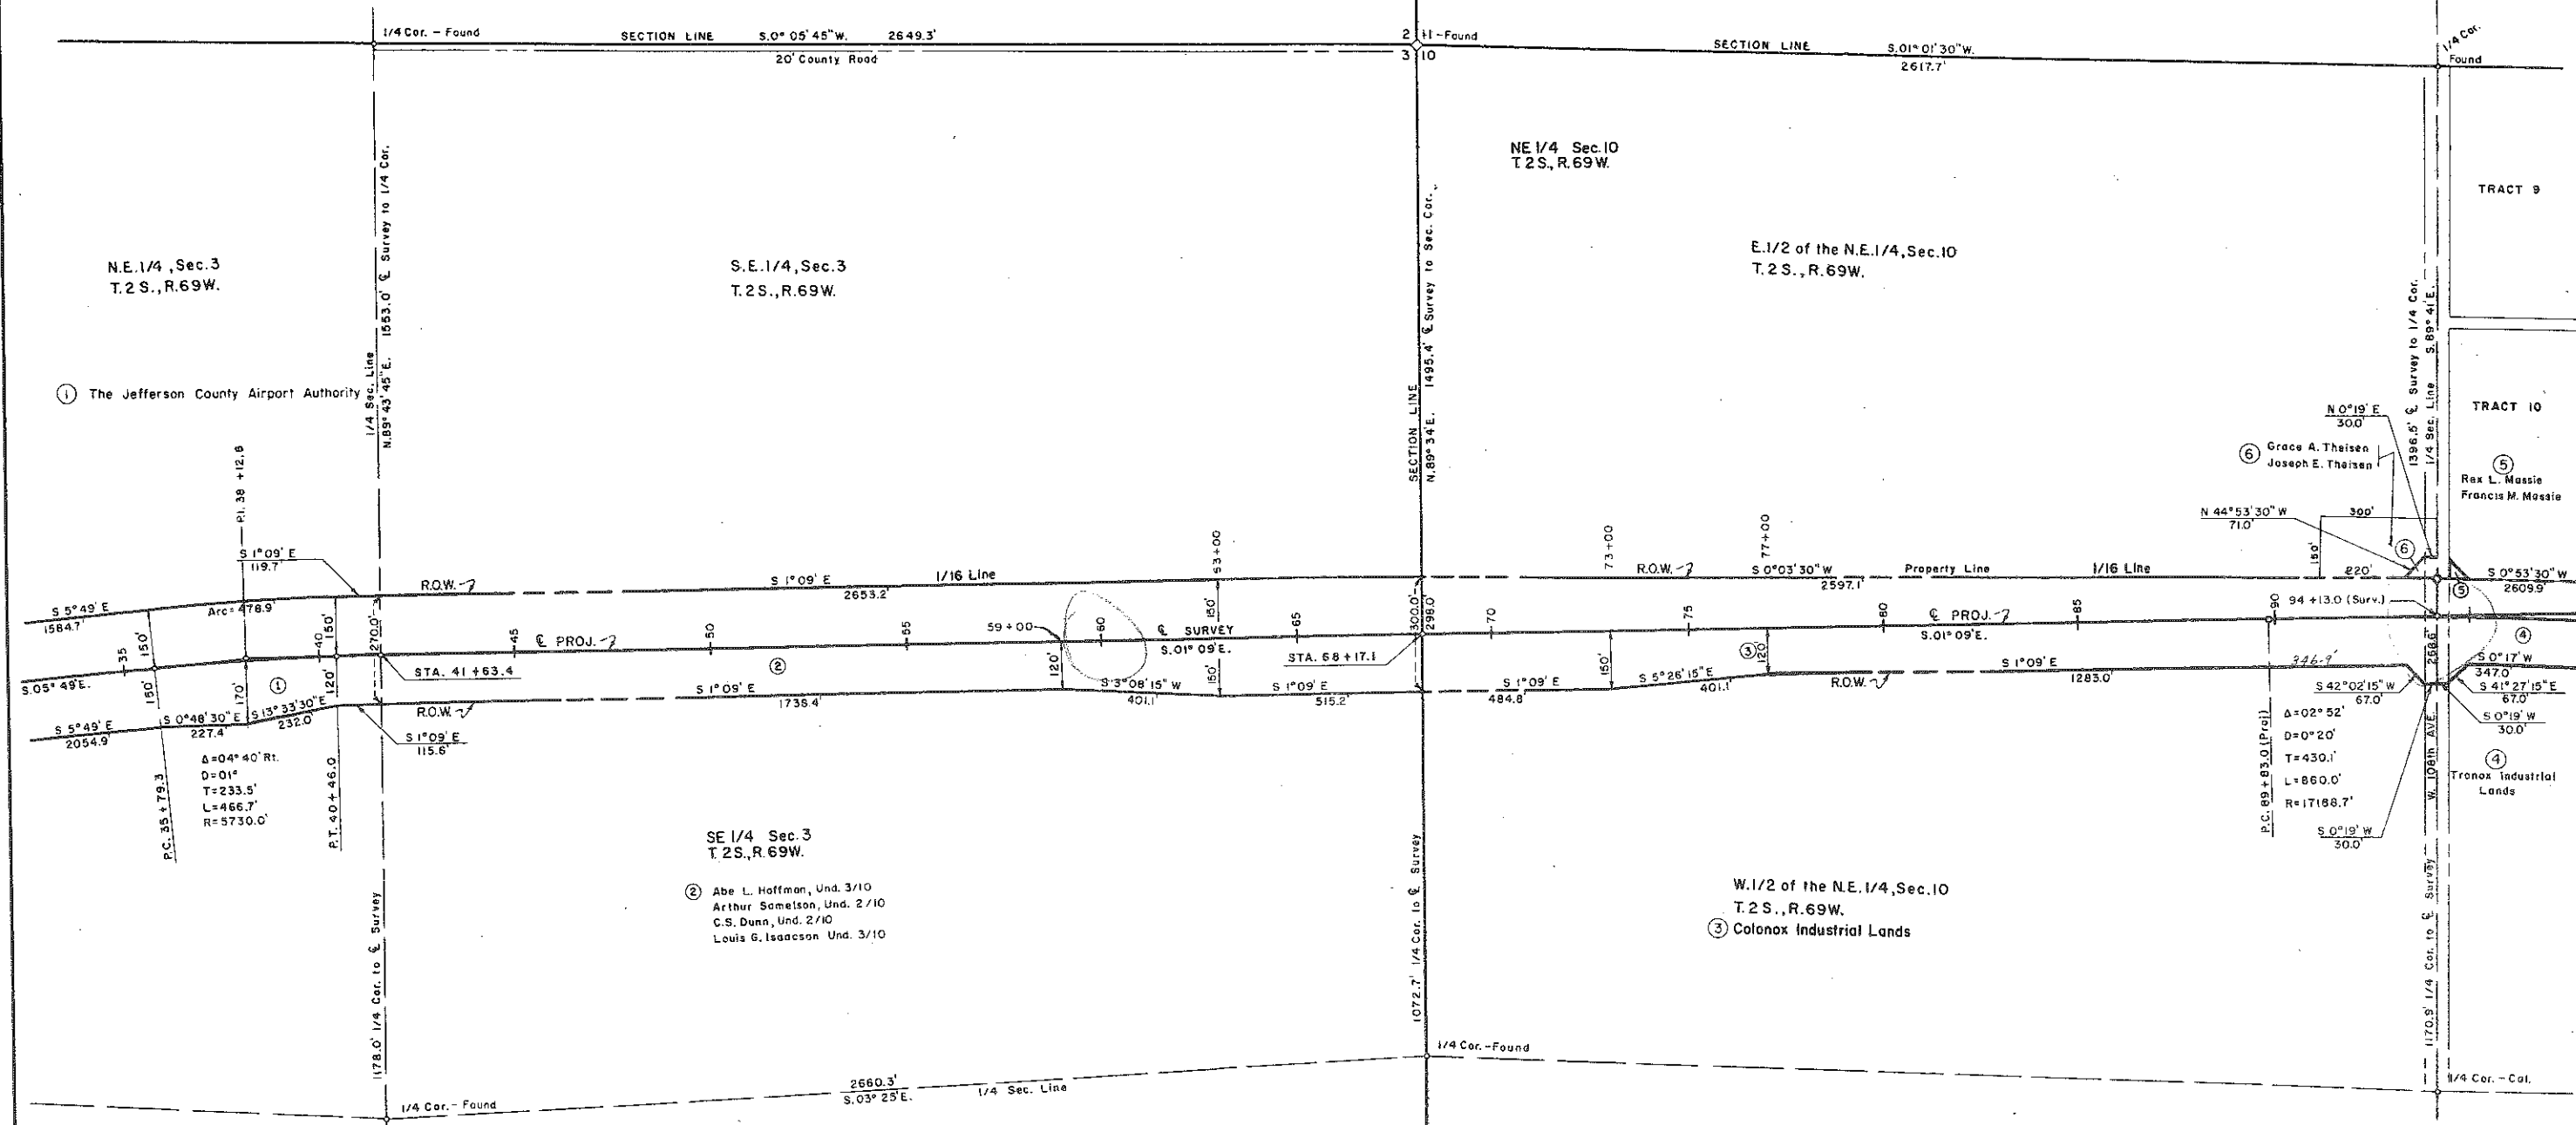 1/4 Cor. - Found
SECTION LINE S.0° 05' 45" W. 2649.3'
20' County Road
2 11 - Found
3 10
SECTION LINE S.01° 01' 30" W.
2617.7'
1/4 Cor.
Found
NE 1/4 Sec. 10
T. 2 S., R. 69 W.
TRACT 9
N.E. 1/4, Sec. 3
T. 2 S., R. 69 W.
S.E. 1/4, Sec. 3
T. 2 S., R. 69 W.
E. 1/2 of the N.E. 1/4, Sec. 10
T. 2 S., R. 69 W.
1/4 Sec. Line
N. 89° 43' 45" E. 1553.0' ℄ Survey to 1/4 Cor.
SECTION LINE
N. 89° 34' E. 1495.4' ℄ Survey to Sec. Cor.
1396.5' ℄ Survey to 1/4 Cor.
1/4 Sec. Line S. 89° 41' E.
① The Jefferson County Airport Authority
TRACT 10
N 0° 19' E
30.0'
⑥ Grace A. Theisen
Joseph E. Theisen
⑤
Rex L. Massie
Francis M. Massie
N 44° 53' 30" W
71.0'
300'
150'
⑥
P.I. 38 + 12.8
S 1° 09' E
119.7'
R.O.W.
S 1° 09' E
2653.2'
1/16 Line
63+00
73+00
77+00
R.O.W.
S 0° 03' 30" W
2597.1'
Property Line
1/16 Line
220'
S 0° 53' 30" W
2609.9'
S 5° 49' E
1584.7'
Arc = 478.9'
150'
150'
270.0'
150'
300.0'
298.0'
94 + 13.0 (Surv.)
⑤
35
40
45
℄ PROJ.
50
55
59 + 00
60
℄ SURVEY
S.01° 09' E.
65
70
75
80
℄ PROJ.
S.01° 09' E.
85
90
④
S.05° 49' E.
STA. 41 + 63.4
STA. 68 + 17.1
150'
170'
①
120'
②
120'
150'
150'
③
120'
268.6'
S 5° 49' E
2054.9'
S 0° 48' 30" E
227.4'
S 13° 33' 30" E
232.0'
S 1° 09' E
115.6'
R.O.W.
S 1° 09' E
1738.4'
S 3° 08' 15" W
401.1'
S 1° 09' E
515.2'
S 1° 09' E
484.8'
S 5° 26' 15" E
401.1'
R.O.W.
S 1° 09' E
1283.0'
346.9'
S 0° 17' W
347.0'
S 42° 02' 15" W
67.0'
S 41° 27' 15" E
67.0'
S 0° 19' W
30.0'
S 0° 19' W
30.0'
P.C. 35 + 79.3
Δ = 04° 40' Rt.
D = 01°
T = 233.5'
L = 466.7'
R = 5730.0'
P.T. 40 + 46.0
P.C. 89 + 83.0 (Proj)
Δ = 02° 52'
D = 0° 20'
T = 430.1'
L = 860.0'
R = 17188.7'
W. 108th AVE.
④
Tronox Industrial
Lands
SE 1/4 Sec. 3
T. 2 S., R. 69 W.
② Abe L. Hoffman, Und. 3/10
Arthur Samelson, Und. 2/10
C.S. Dunn, Und. 2/10
Louis G. Isaacson Und. 3/10
W. 1/2 of the N.E. 1/4, Sec. 10
T. 2 S., R. 69 W.
③ Colonox Industrial Lands
1178.0' 1/4 Cor. to ℄ Survey
1072.7' 1/4 Cor. to ℄ Survey
1170.9' 1/4 Cor. to ℄ Survey
1/4 Cor. - Found
2660.3'
S.03° 25' E.
1/4 Sec. Line
1/4 Cor. - Found
1/4 Cor. - Cal.